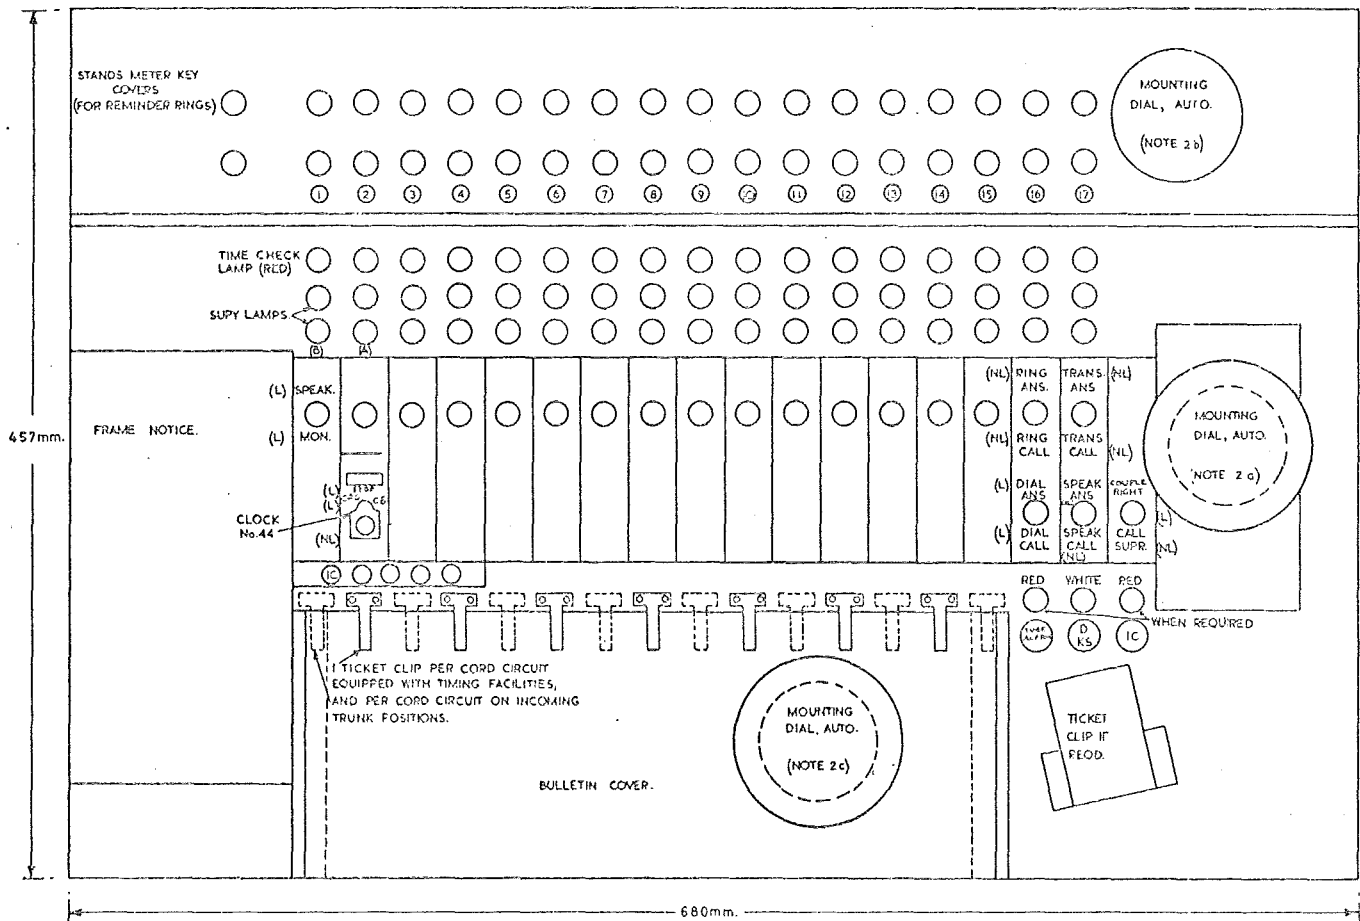 STANDS METER KEY
COVERS
(FOR REMINDER RINGS)
MOUNTING
DIAL, AUTO.
(NOTE 2b)
1 2 3 4 5 6 7 8 9 10 11 12 13 14 15 16 17
TIME CHECK
LAMP (RED)
SUPY LAMPS.
(B) (A)
457mm.
FRAME NOTICE.
(L) SPEAK.
(L) MON.
(L)
(L)
(NL)
CLOCK
No.44
(NL) RING
ANS.
(NL) RING
CALL
TRANS.
ANS
(NL)
TRANS
CALL
(NL)
(L) DIAL
ANS
(L) DIAL
CALL
SPEAK
ANS
SPEAK
CALL
(NL)
COUPLE
RIGHT
(L)
CALL
SUPR.
(NL)
MOUNTING
DIAL, AUTO.
(NOTE 2a)
IC
RED WHITE RED
WHEN REQUIRED
D
KS
IC
1 TICKET CLIP PER CORD CIRCUIT
EQUIPPED WITH TIMING FACILITIES,
AND PER CORD CIRCUIT ON INCOMING
TRUNK POSITIONS.
MOUNTING
DIAL, AUTO.
(NOTE 2c)
BULLETIN COVER.
TICKET
CLIP IF
REQD.
680mm.